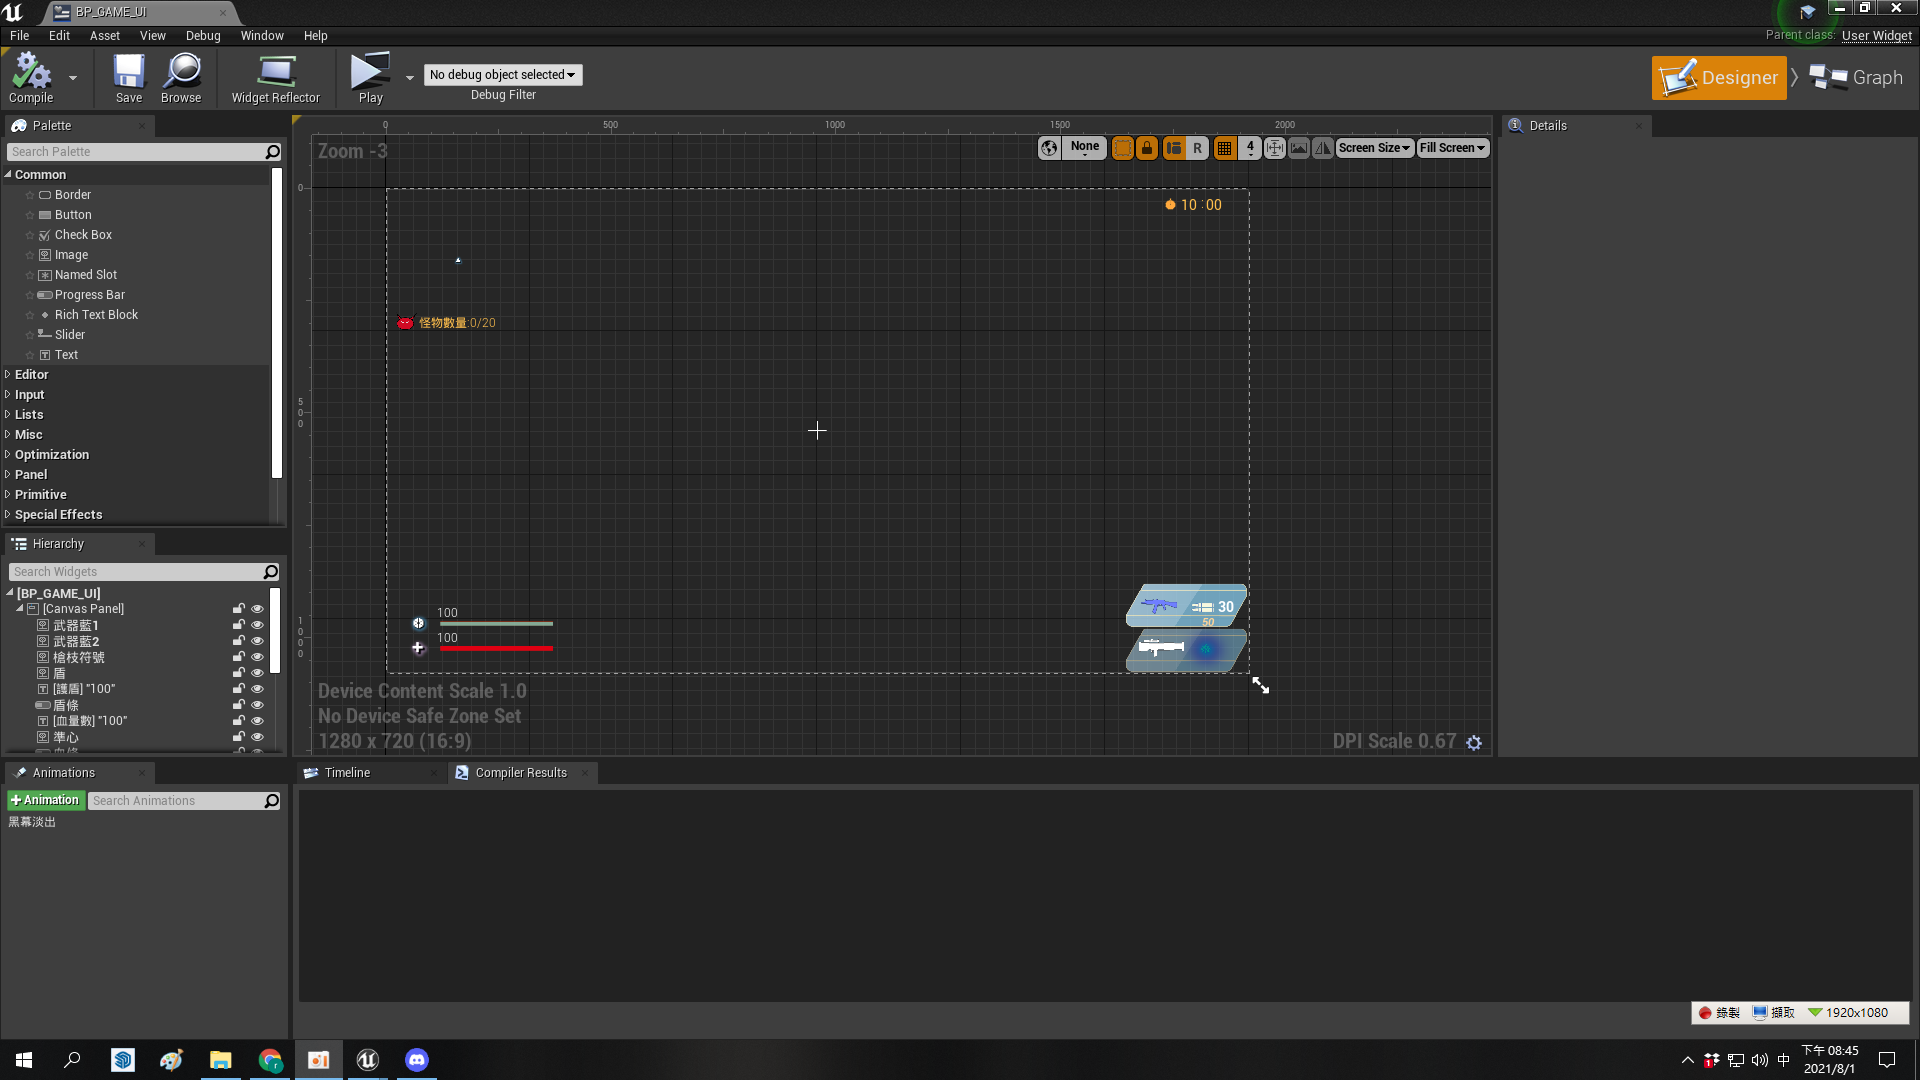 BP_GAME_UI
File Edit Asset View Debug Window Help
Parent class: User Widget
Compile
Save
Browse
Widget Reflector
Play
No debug object selected
Debug Filter
Designer
Graph
Palette
Search Palette
Common
Border
Button
Check Box
Image
Named Slot
Progress Bar
Rich Text Block
Slider
Text
Editor
Input
Lists
Misc
Optimization
Panel
Primitive
Special Effects
Hierarchy
Search Widgets
[BP_GAME_UI]
[Canvas Panel]
武器藍1
武器藍2
槍枝符號
盾
[護盾] "100"
盾條
[血量數] "100"
準心
血條
Animations
+Animation
Search Animations
黑幕淡出
0 500 1000 1500 2000
Zoom -3
None
R
4
Screen Size
Fill Screen
0
500
1000
10:00
怪物數量:0/20
100
100
30
50
Device Content Scale 1.0
No Device Safe Zone Set
1280 x 720 (16:9)
DPI Scale 0.67
Details
Timeline
Compiler Results
錄製 擷取 1920x1080
中
下午 08:45
2021/8/1